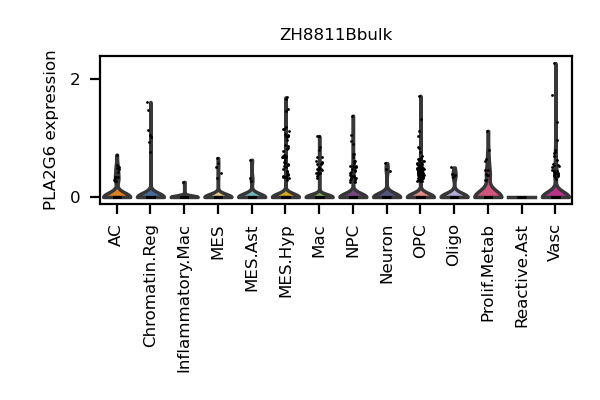 ZH8811Bbulk
PLA2G6 expression
2
0
AC
Chromatin.Reg
Inflammatory.Mac
MES
MES.Ast
MES.Hyp
Mac
NPC
Neuron
OPC
Oligo
Prolif.Metab
Reactive.Ast
Vasc